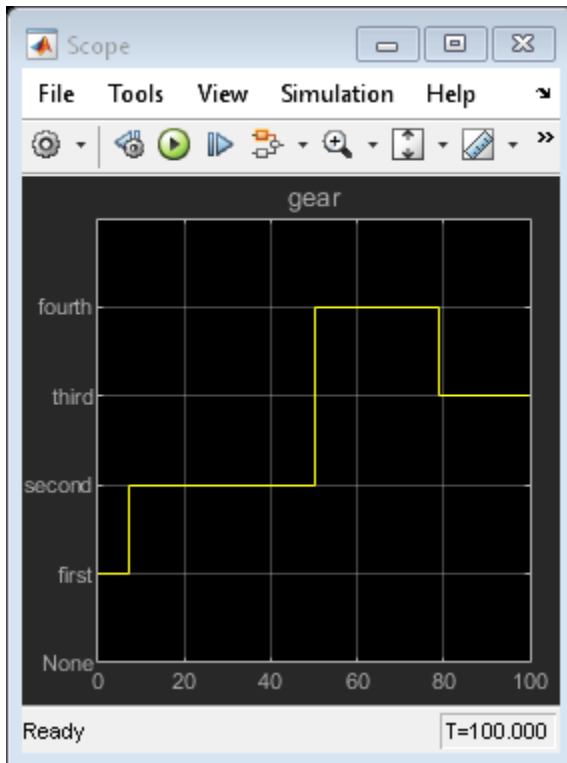 Scope
File Tools View Simulation Help
gear
fourth
third
second
first
None
0 20 40 60 80 100
Ready T=100.000